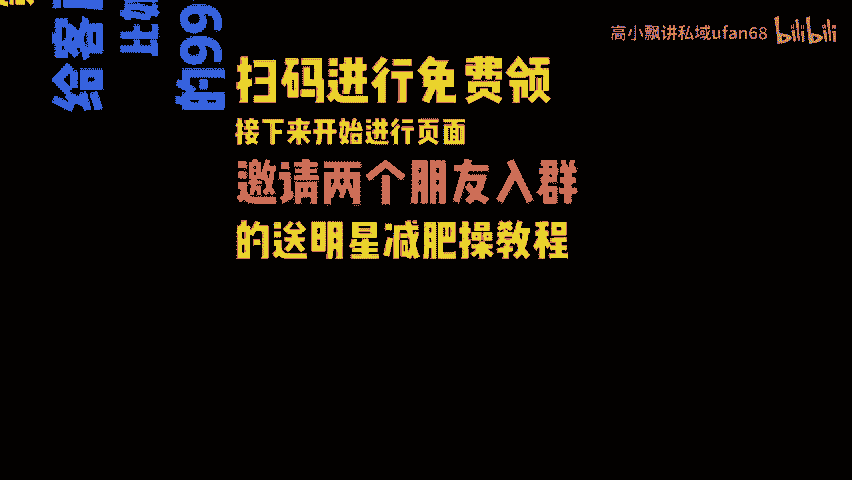 高小飘讲私域ufan68 bilibili
给客
比如
的99
扫码进行免费领
接下来开始进行页面
邀请两个朋友入群
的送明星减肥操教程